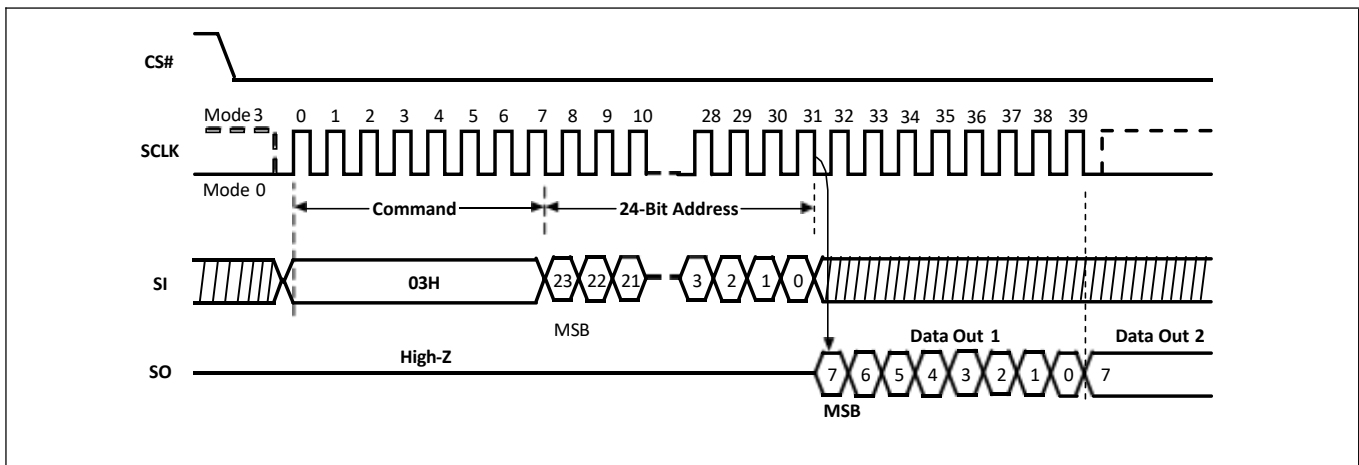 CS#
Mode 3 0 1 2 3 4 5 6 7 8 9 10 28 29 30 31 32 33 34 35 36 37 38 39
SCLK
Mode 0
Command 24-Bit Address
SI 03H 23 22 21 3 2 1 0
MSB
High-Z Data Out 1 Data Out 2
SO 7 6 5 4 3 2 1 0 7
MSB